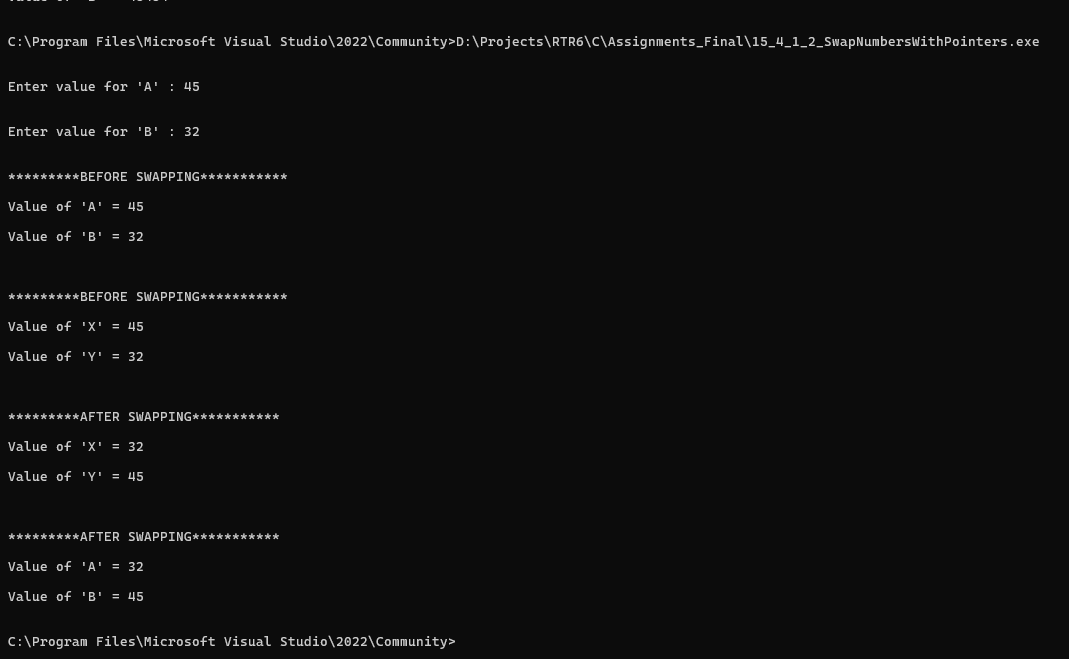 C:\Program Files\Microsoft Visual Studio\2022\Community>D:\Projects\RTR6\C\Assignments_Final\15_4_1_2_SwapNumbersWithPointers.exe
Enter value for 'A' : 45
Enter value for 'B' : 32
*********BEFORE SWAPPING***********
Value of 'A' = 45
Value of 'B' = 32
*********BEFORE SWAPPING***********
Value of 'X' = 45
Value of 'Y' = 32
*********AFTER SWAPPING***********
Value of 'X' = 32
Value of 'Y' = 45
*********AFTER SWAPPING***********
Value of 'A' = 32
Value of 'B' = 45
C:\Program Files\Microsoft Visual Studio\2022\Community>